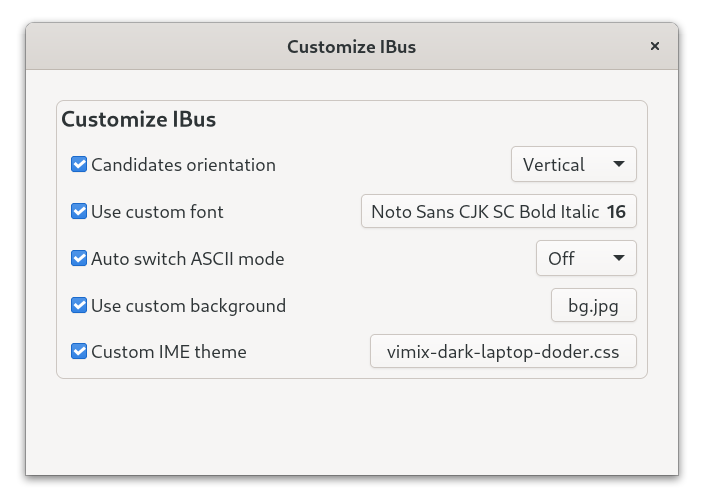 Customize IBus
Customize IBus
Candidates orientation Vertical
Use custom font Noto Sans CJK SC Bold Italic 16
Auto switch ASCII mode Off
Use custom background bg.jpg
Custom IME theme vimix-dark-laptop-doder.css